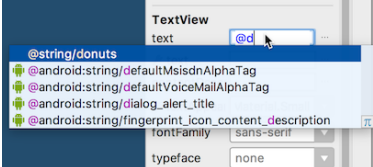 TextView
text @d ...
@string/donuts
@android:string/defaultMsisdnAlphaTag
@android:string/defaultVoiceMailAlphaTag
@android:string/dialog_alert_title
@android:string/fingerprint_icon_content_description
π
fontFamily sans-serif
typeface none